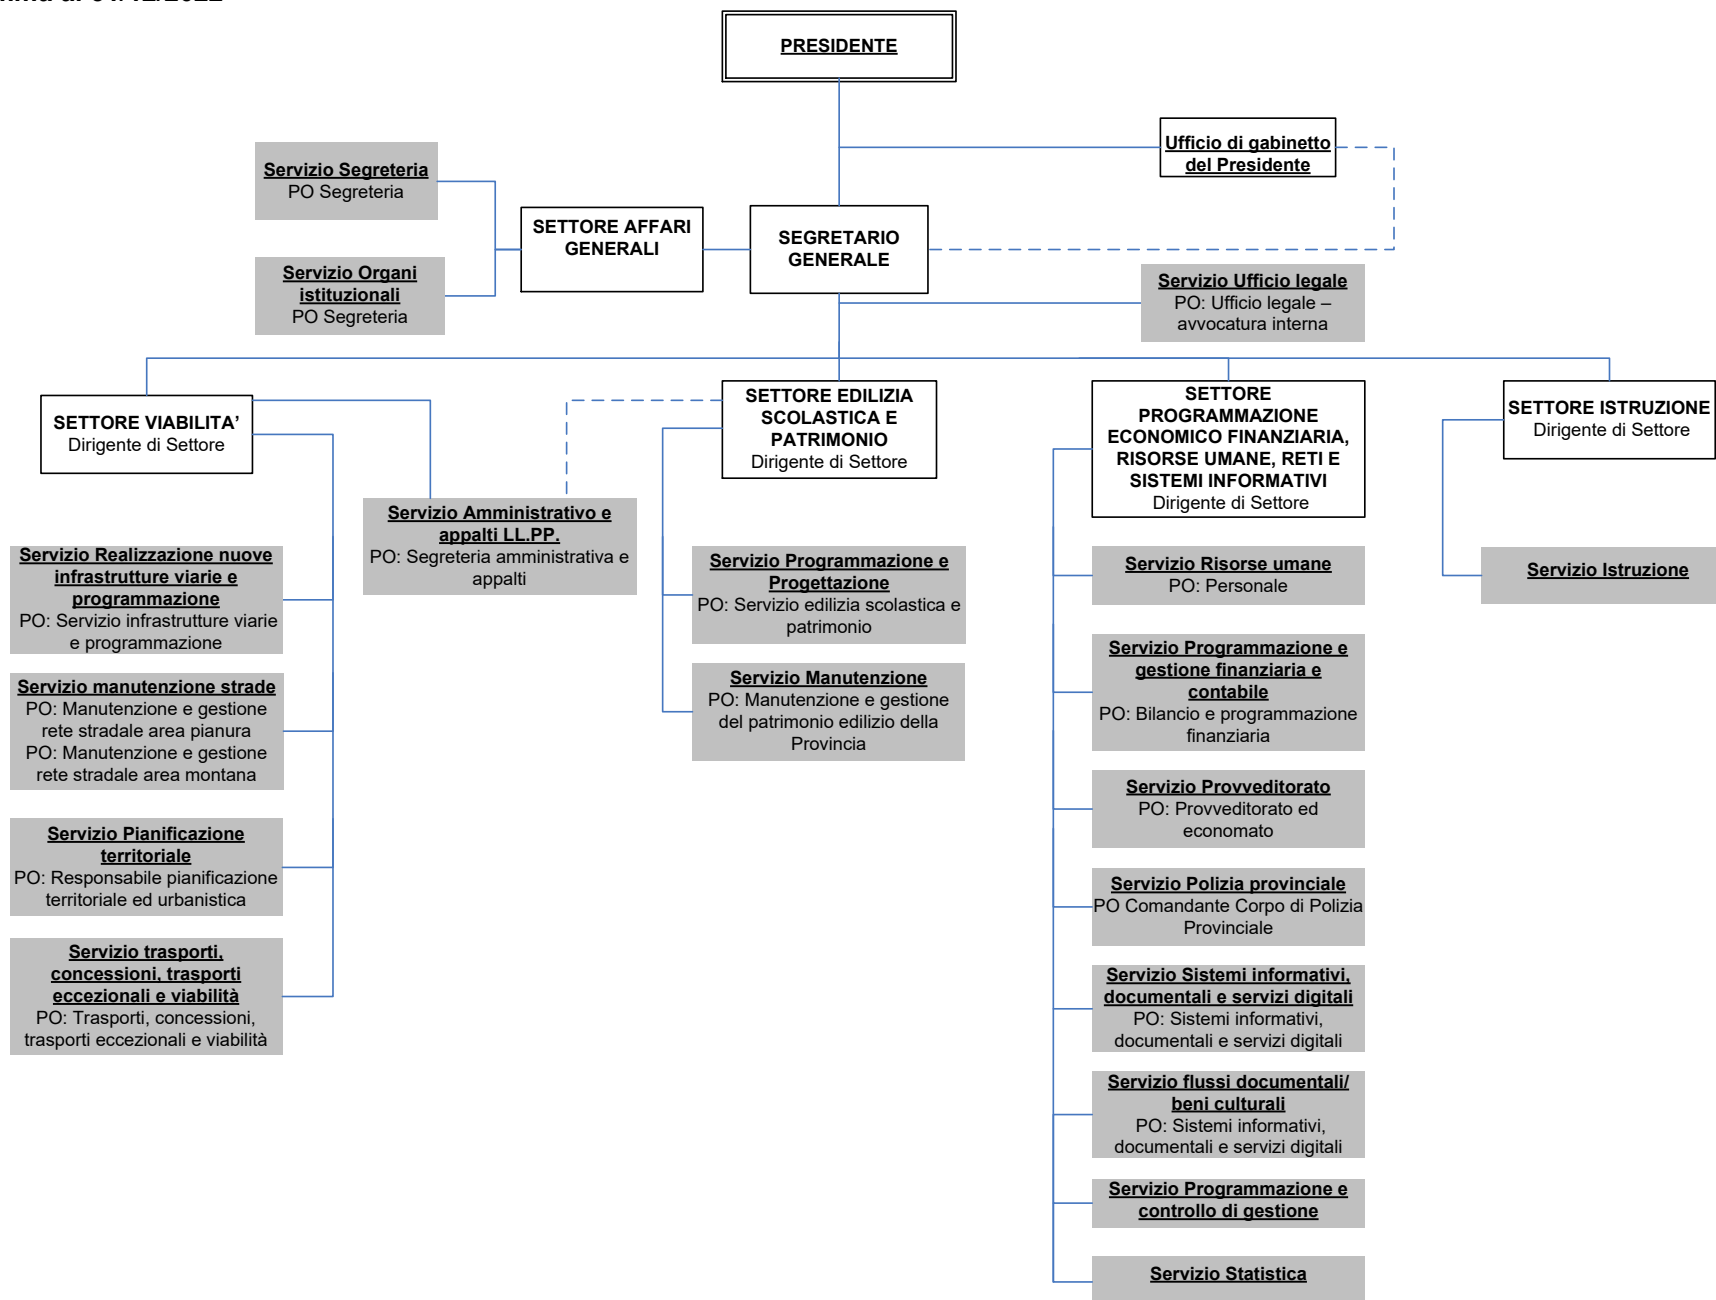 PRESIDENTE
Ufficio di gabinetto
del Presidente
Servizio Segreteria
PO Segreteria
SETTORE AFFARI
GENERALI
SEGRETARIO
GENERALE
Servizio Organi
istituzionali
PO Segreteria
Servizio Ufficio legale
PO: Ufficio legale –
avvocatura interna
SETTORE VIABILITA’
Dirigente di Settore
SETTORE EDILIZIA
SCOLASTICA E
PATRIMONIO
Dirigente di Settore
SETTORE
PROGRAMMAZIONE
ECONOMICO FINANZIARIA,
RISORSE UMANE, RETI E
SISTEMI INFORMATIVI
Dirigente di Settore
SETTORE ISTRUZIONE
Dirigente di Settore
Servizio Amministrativo e
appalti LL.PP.
PO: Segreteria amministrativa e
appalti
Servizio Realizzazione nuove
infrastrutture viarie e
programmazione
PO: Servizio infrastrutture viarie
e programmazione
Servizio manutenzione strade
PO: Manutenzione e gestione
rete stradale area pianura
PO: Manutenzione e gestione
rete stradale area montana
Servizio Pianificazione
territoriale
PO: Responsabile pianificazione
territoriale ed urbanistica
Servizio trasporti,
concessioni, trasporti
eccezionali e viabilità
PO: Trasporti, concessioni,
trasporti eccezionali e viabilità
Servizio Programmazione e
Progettazione
PO: Servizio edilizia scolastica e
patrimonio
Servizio Manutenzione
PO: Manutenzione e gestione
del patrimonio edilizio della
Provincia
Servizio Risorse umane
PO: Personale
Servizio Programmazione e
gestione finanziaria e
contabile
PO: Bilancio e programmazione
finanziaria
Servizio Provveditorato
PO: Provveditorato ed
economato
Servizio Polizia provinciale
PO Comandante Corpo di Polizia
Provinciale
Servizio Sistemi informativi,
documentali e servizi digitali
PO: Sistemi informativi,
documentali e servizi digitali
Servizio flussi documentali/
beni culturali
PO: Sistemi informativi,
documentali e servizi digitali
Servizio Programmazione e
controllo di gestione
Servizio Statistica
Servizio Istruzione